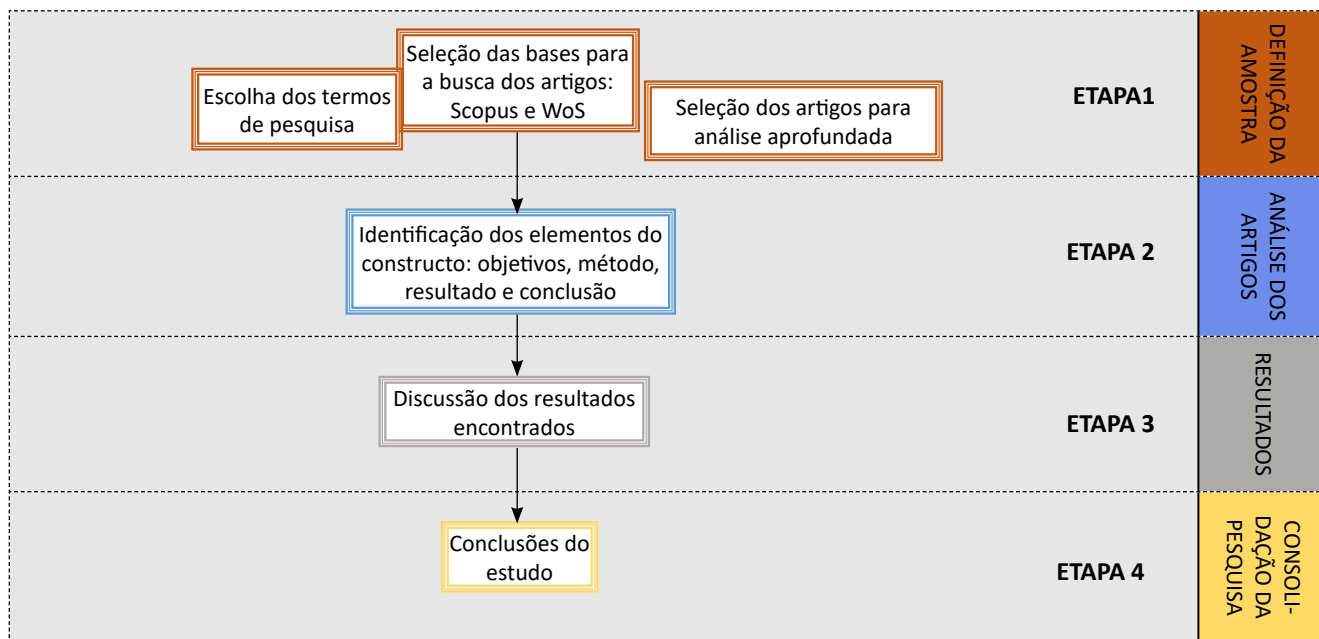 Escolha dos termos
de pesquisa
Seleção das bases para
a busca dos artigos:
Scopus e WoS
Seleção dos artigos para
análise aprofundada
ETAPA1
DEFINIÇÃO DA
AMOSTRA
Identificação dos elementos do
constructo: objetivos, método,
resultado e conclusão
ETAPA 2
ANÁLISE DOS
ARTIGOS
Discussão dos resultados
encontrados
ETAPA 3
RESULTADOS
Conclusões do
estudo
ETAPA 4
CONSOLI-
DAÇÃO DA
PESQUISA